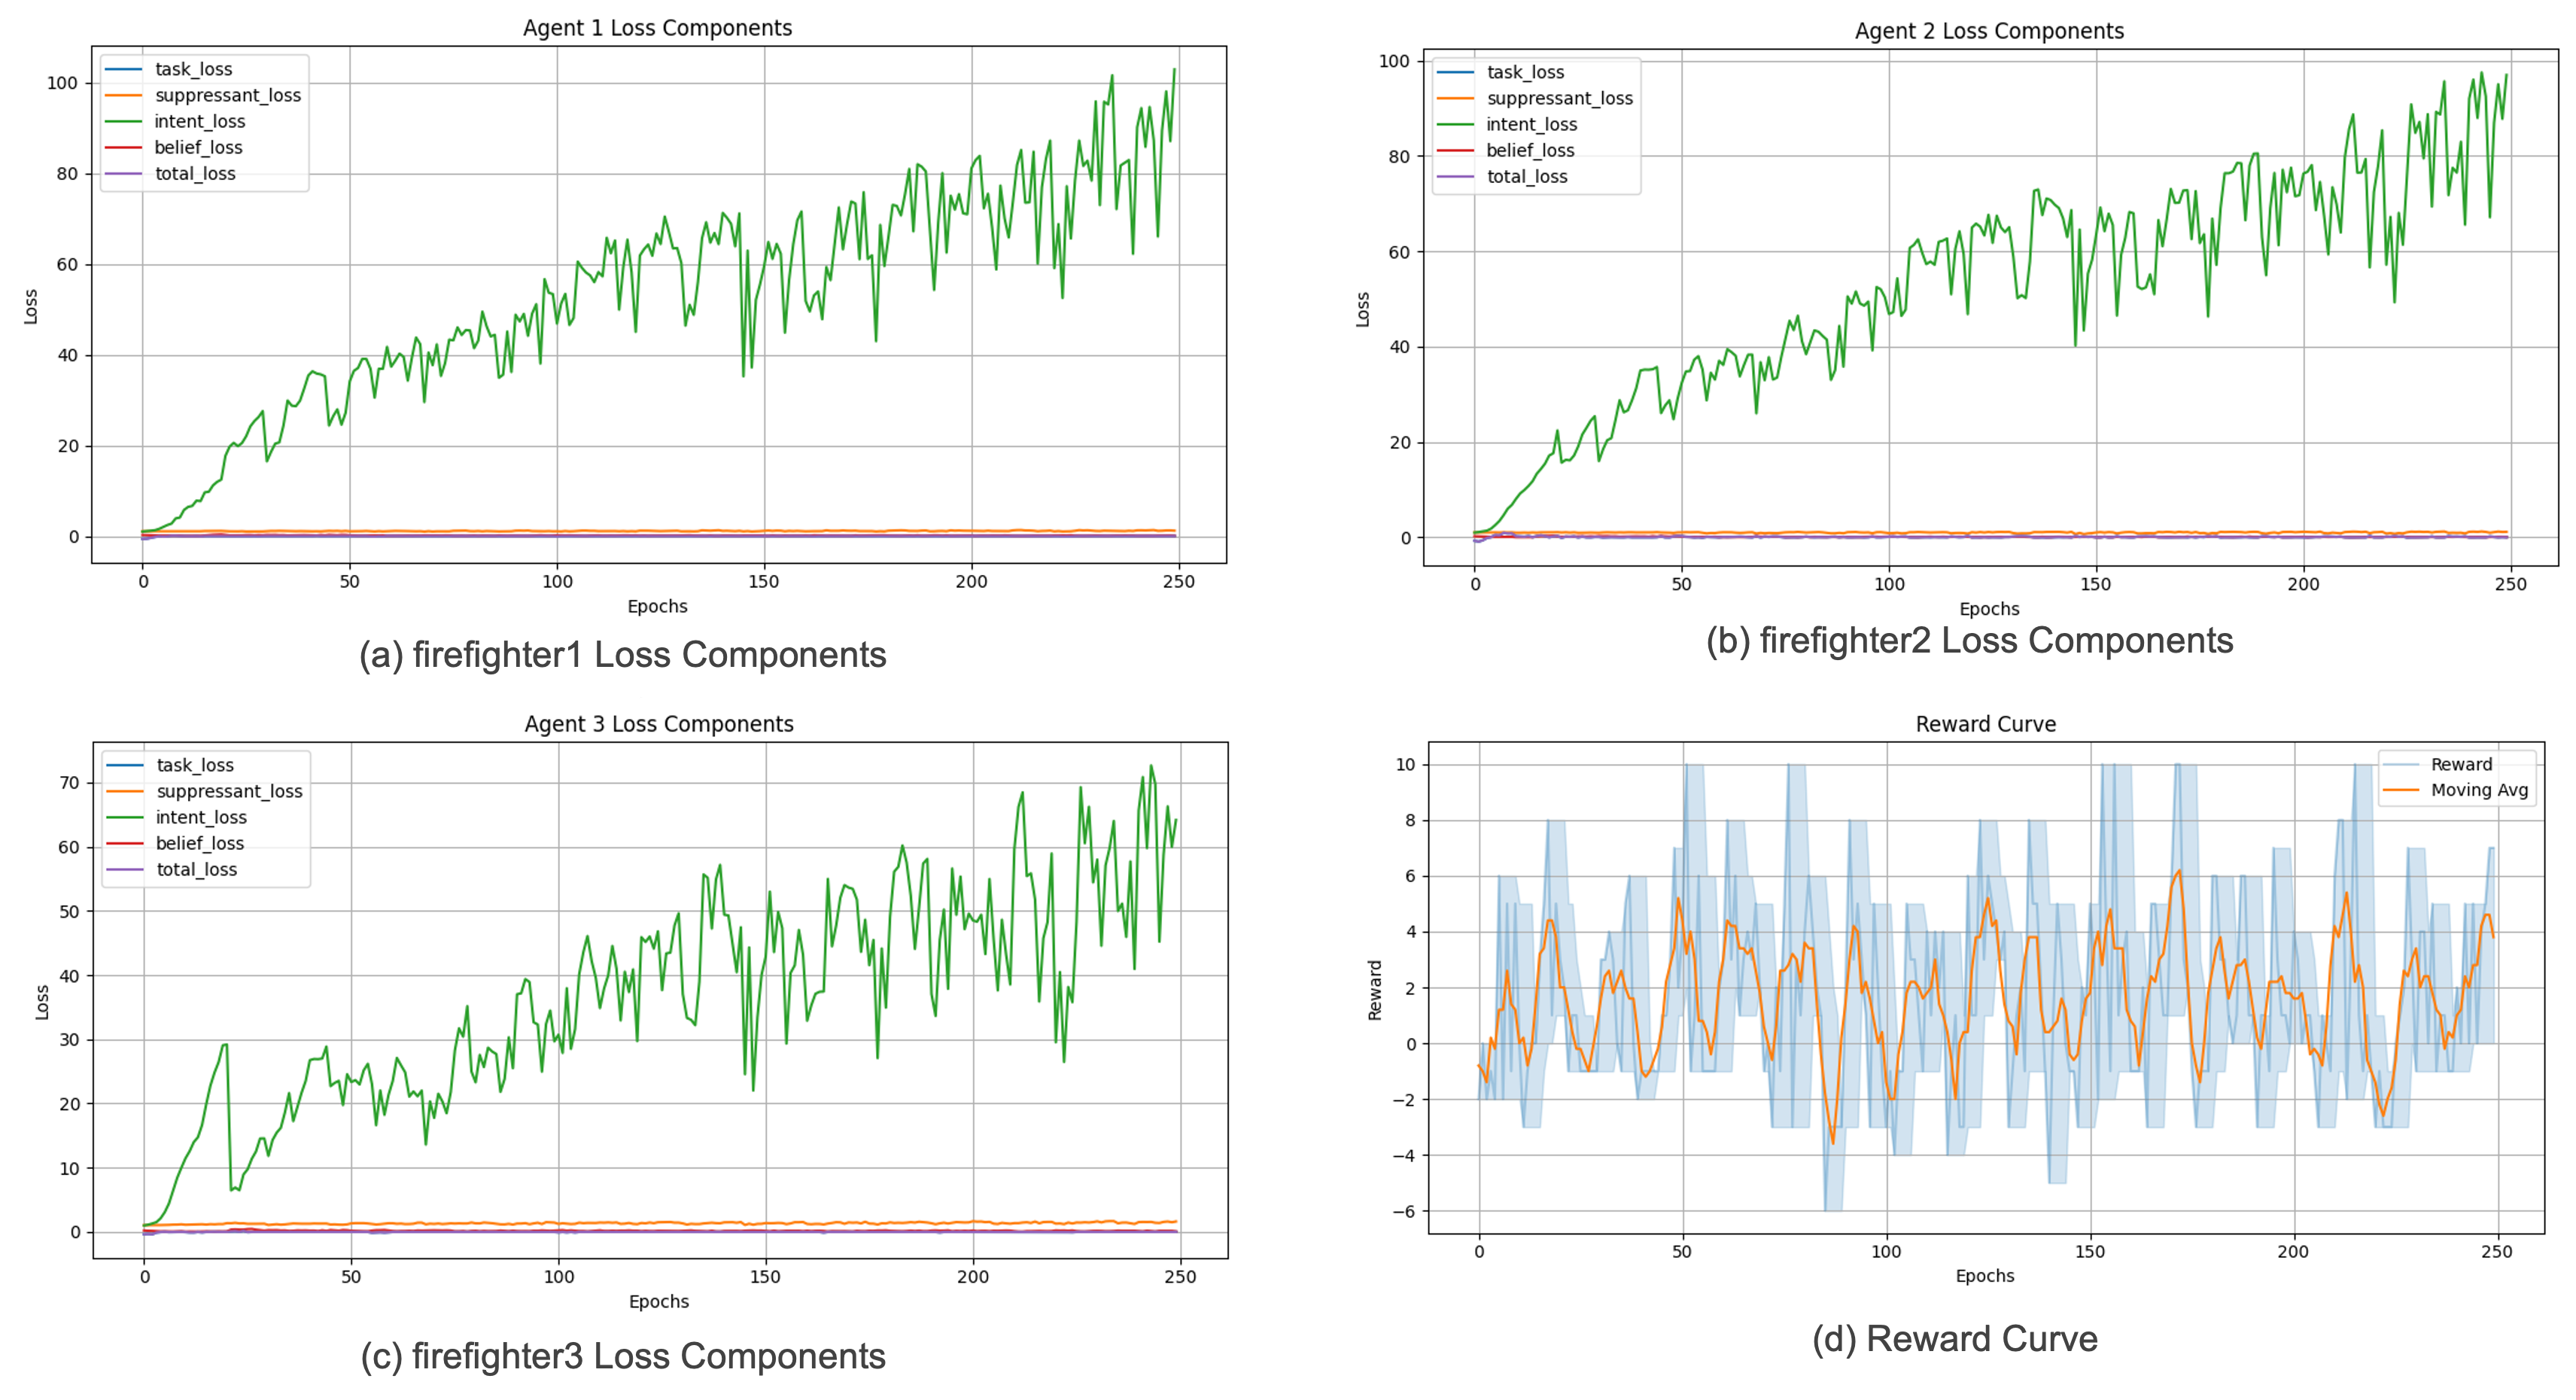 Agent 1 Loss Components
task_loss
suppressant_loss
intent_loss
belief_loss
total_loss
100
80
60
40
20
0
Loss
0 50 100 150 200 250
Epochs
(a) firefighter1 Loss Components
Agent 2 Loss Components
task_loss
suppressant_loss
intent_loss
belief_loss
total_loss
100
80
60
40
20
0
Loss
0 50 100 150 200 250
Epochs
(b) firefighter2 Loss Components
Agent 3 Loss Components
task_loss
suppressant_loss
intent_loss
belief_loss
total_loss
70
60
50
40
30
20
10
0
Loss
0 50 100 150 200 250
Epochs
(c) firefighter3 Loss Components
Reward Curve
Reward
Moving Avg
10
8
6
4
2
0
−2
−4
−6
Reward
0 50 100 150 200 250
Epochs
(d) Reward Curve